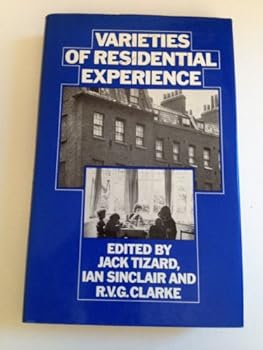 VARIETIES
OF RESIDENTIAL
EXPERIENCE
EDITED BY
JACK TIZARD,
IAN SINCLAIR AND
R.V.G. CLARKE